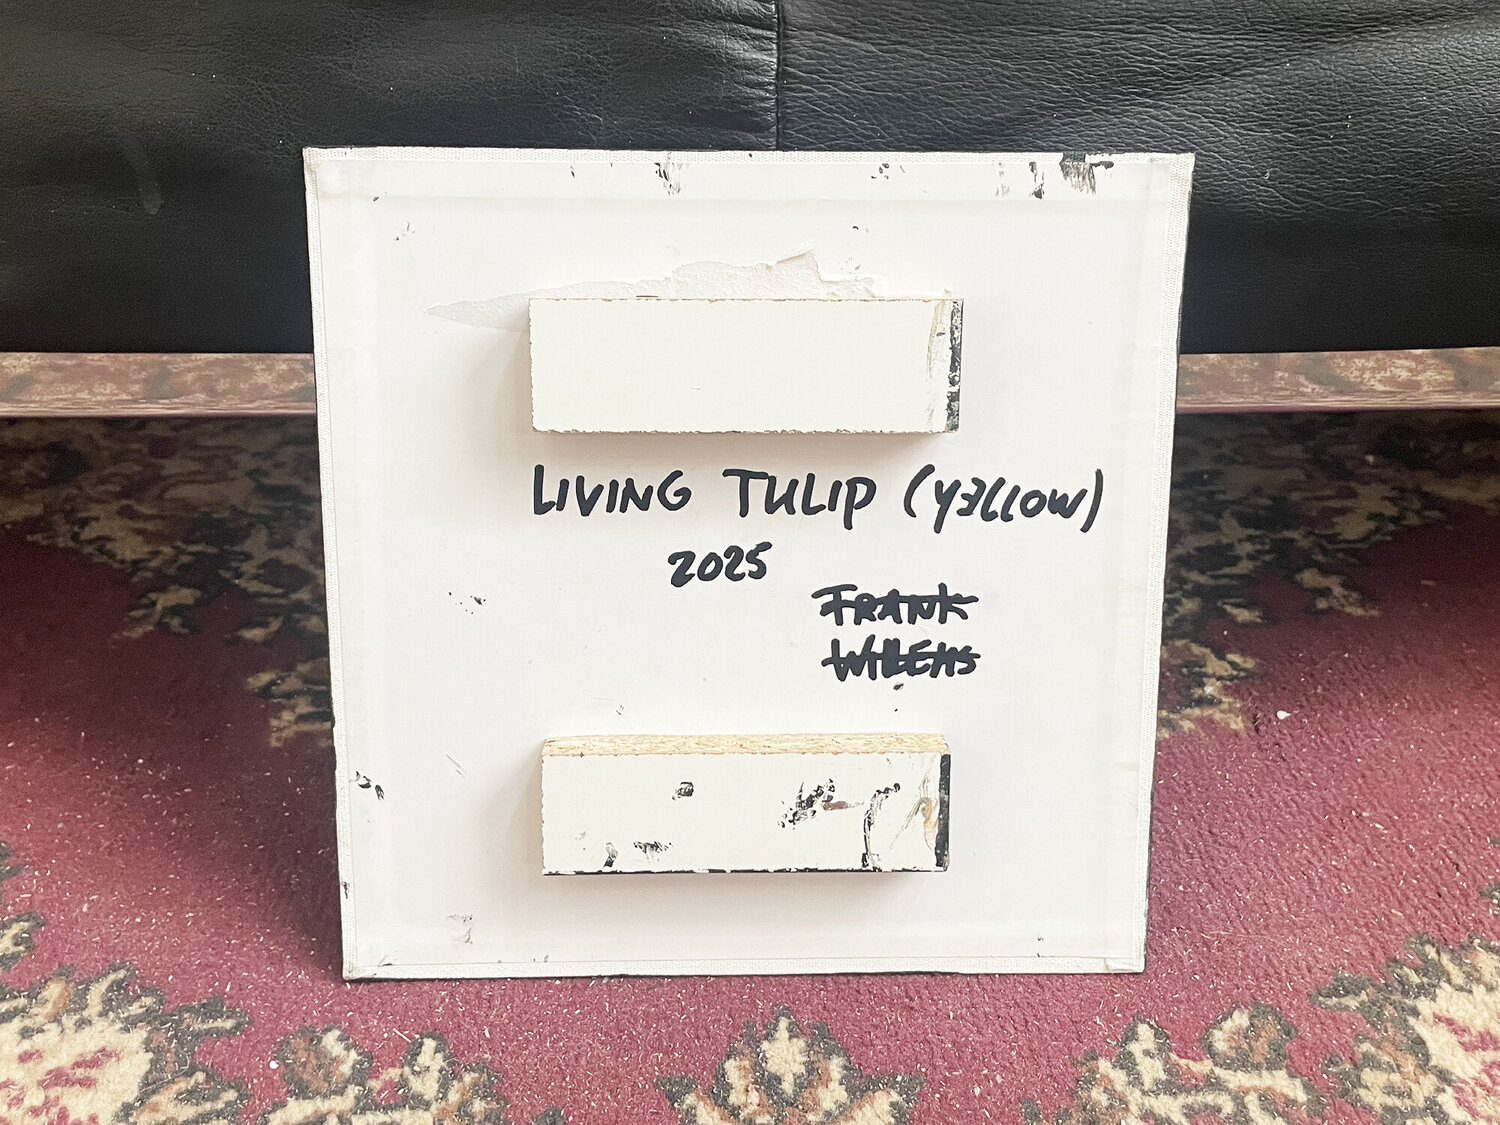 LIVING TULIP (YELLOW)
2025
FRANK
WILLEMS